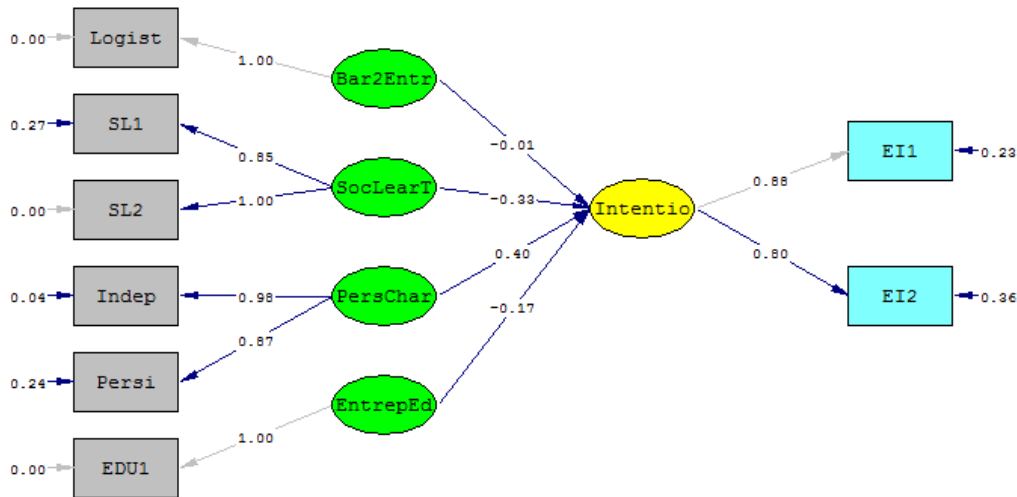 0.00
Logist
1.00
Bar2Entr
0.27
SL1
0.85
-0.01
EI1
0.23
SocLearT
-0.33
0.88
0.00
SL2
1.00
Intentio
0.40
0.80
0.04
Indep
0.98
PersChar
-0.17
EI2
0.36
0.87
0.24
Persi
EntrepEd
1.00
0.00
EDU1